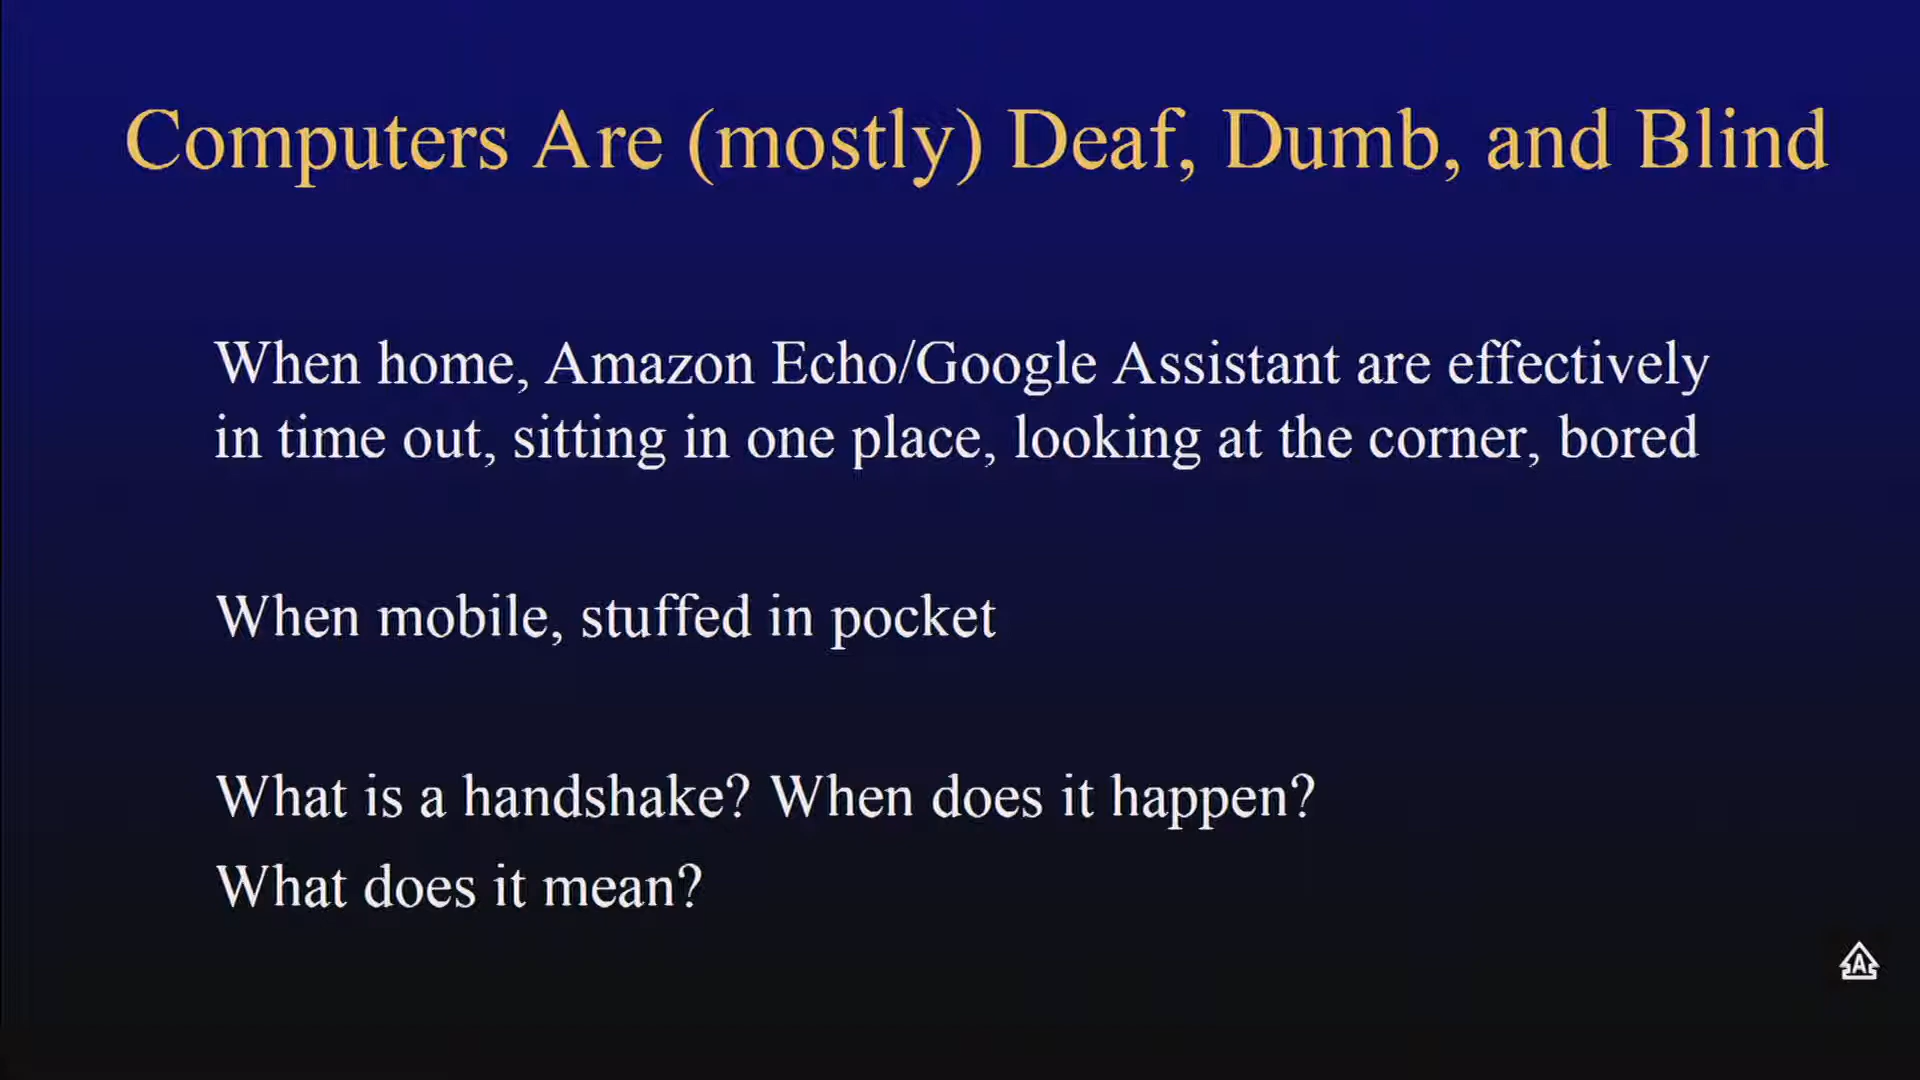 Computers Are (mostly) Deaf, Dumb, and Blind
When home, Amazon Echo/Google Assistant are effectively
in time out, sitting in one place, looking at the corner, bored
When mobile, stuffed in pocket
What is a handshake? When does it happen?
What does it mean?
A